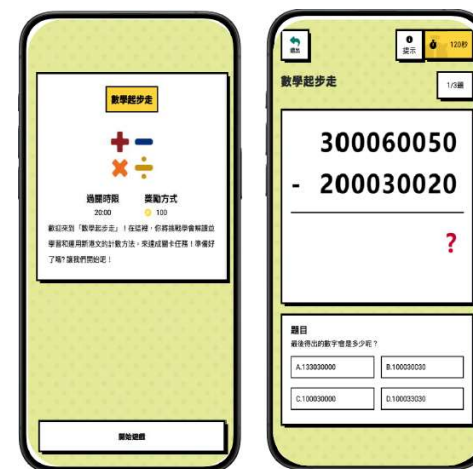 數學起步走
過關時限
獎勵方式
20:00
100
歡迎來到「數學起步走」！在這裡，你將挑戰學會解讀並
學習和運用新港文的計數方法，來達成關卡任務！準備好
了嗎？讓我們開始吧！
開始遊戲
0
提示
120秒
數學起步走
1/3題
300060050
- 200030020
?
題目
最後得出的數字會是多少呢？
A.133030000
B.100030030
C.100030000
D.100033030